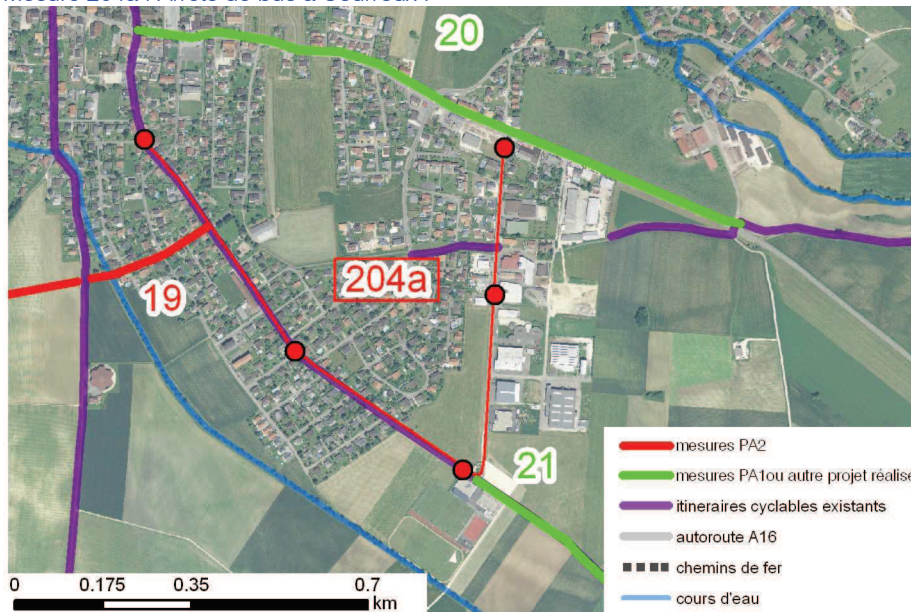 20
204a
19
21
mesures PA2
mesures PA1ou autre projet réalisé
itineraires cyclables existants
autoroute A16
chemins de fer
cours d'eau
0 0.175 0.35 0.7
km